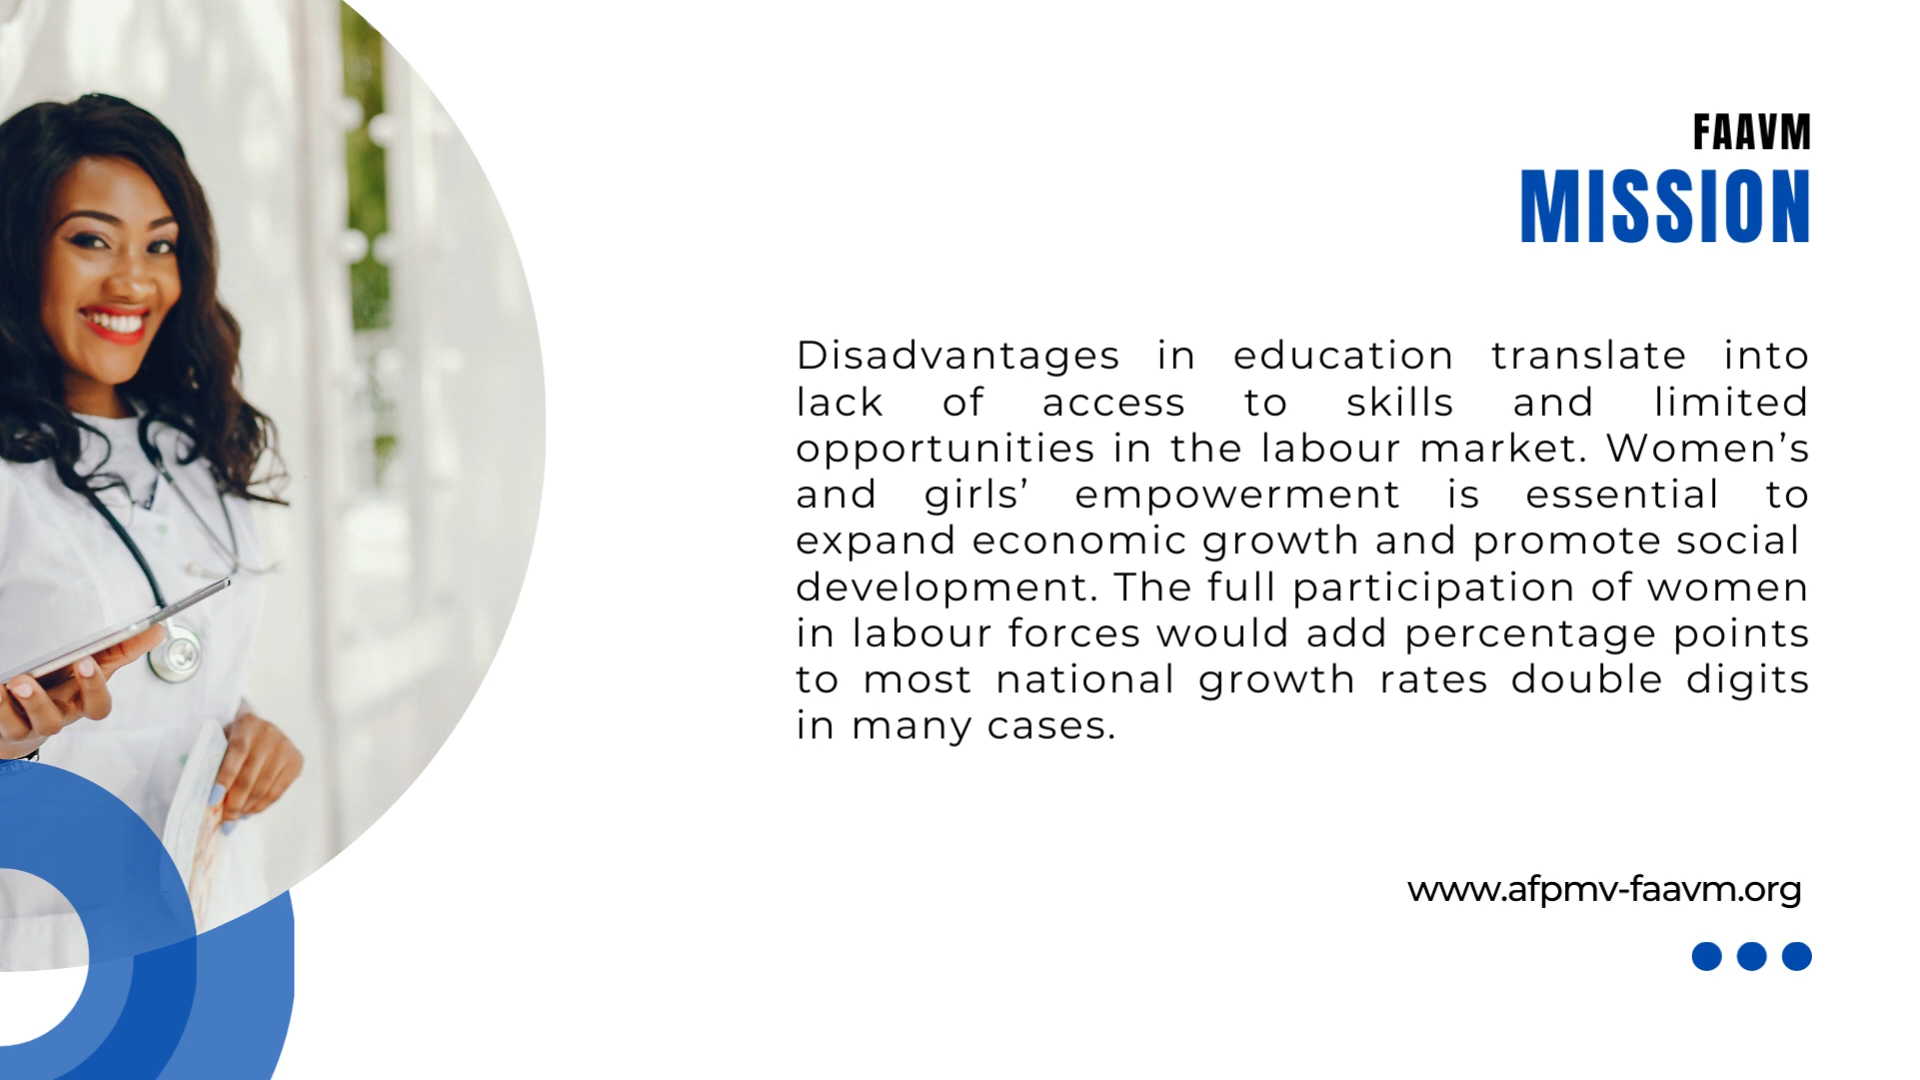 FAAVM
MISSION
Disadvantages in education translate into
lack of access to skills and limited
opportunities in the labour market. Women’s
and girls’ empowerment is essential to
expand economic growth and promote social
development. The full participation of women
in labour forces would add percentage points
to most national growth rates double digits
in many cases.
www.afpmv-faavm.org